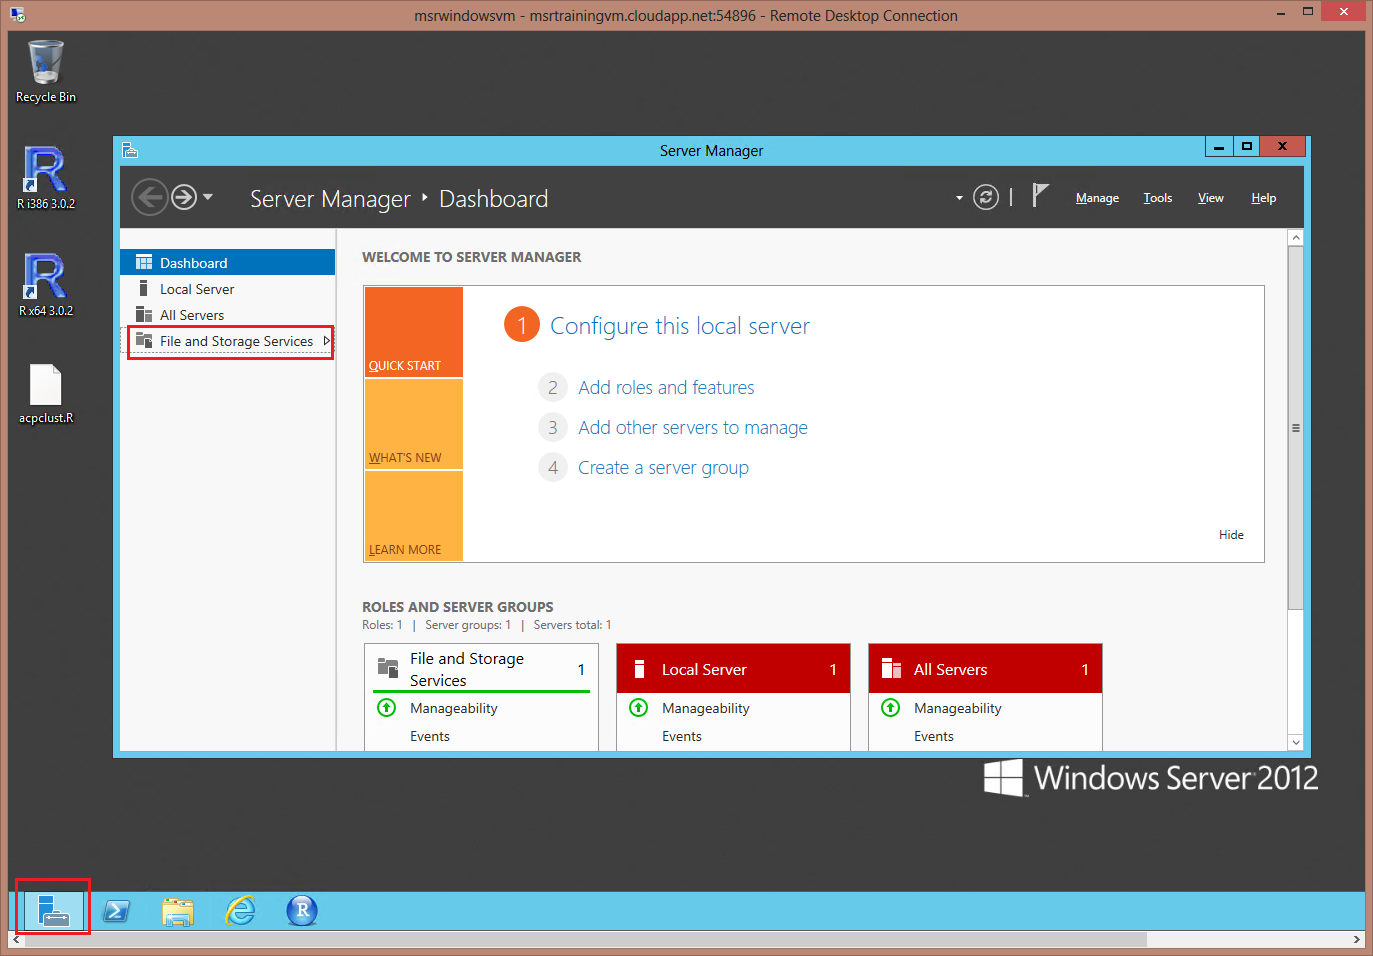 msrwindowsvm - msrtrainingvm.cloudapp.net:54896 - Remote Desktop Connection
Recycle Bin
R i386 3.0.2
R x64 3.0.2
acpclust.R
Server Manager
Server Manager ‣ Dashboard
Manage
Tools
View
Help
Dashboard
Local Server
All Servers
File and Storage Services
WELCOME TO SERVER MANAGER
QUICK START
WHAT'S NEW
LEARN MORE
1 Configure this local server
2 Add roles and features
3 Add other servers to manage
4 Create a server group
Hide
ROLES AND SERVER GROUPS
Roles: 1 | Server groups: 1 | Servers total: 1
File and Storage
Services
1
Manageability
Events
Local Server 1
Manageability
Events
All Servers 1
Manageability
Events
Windows Server 2012
R